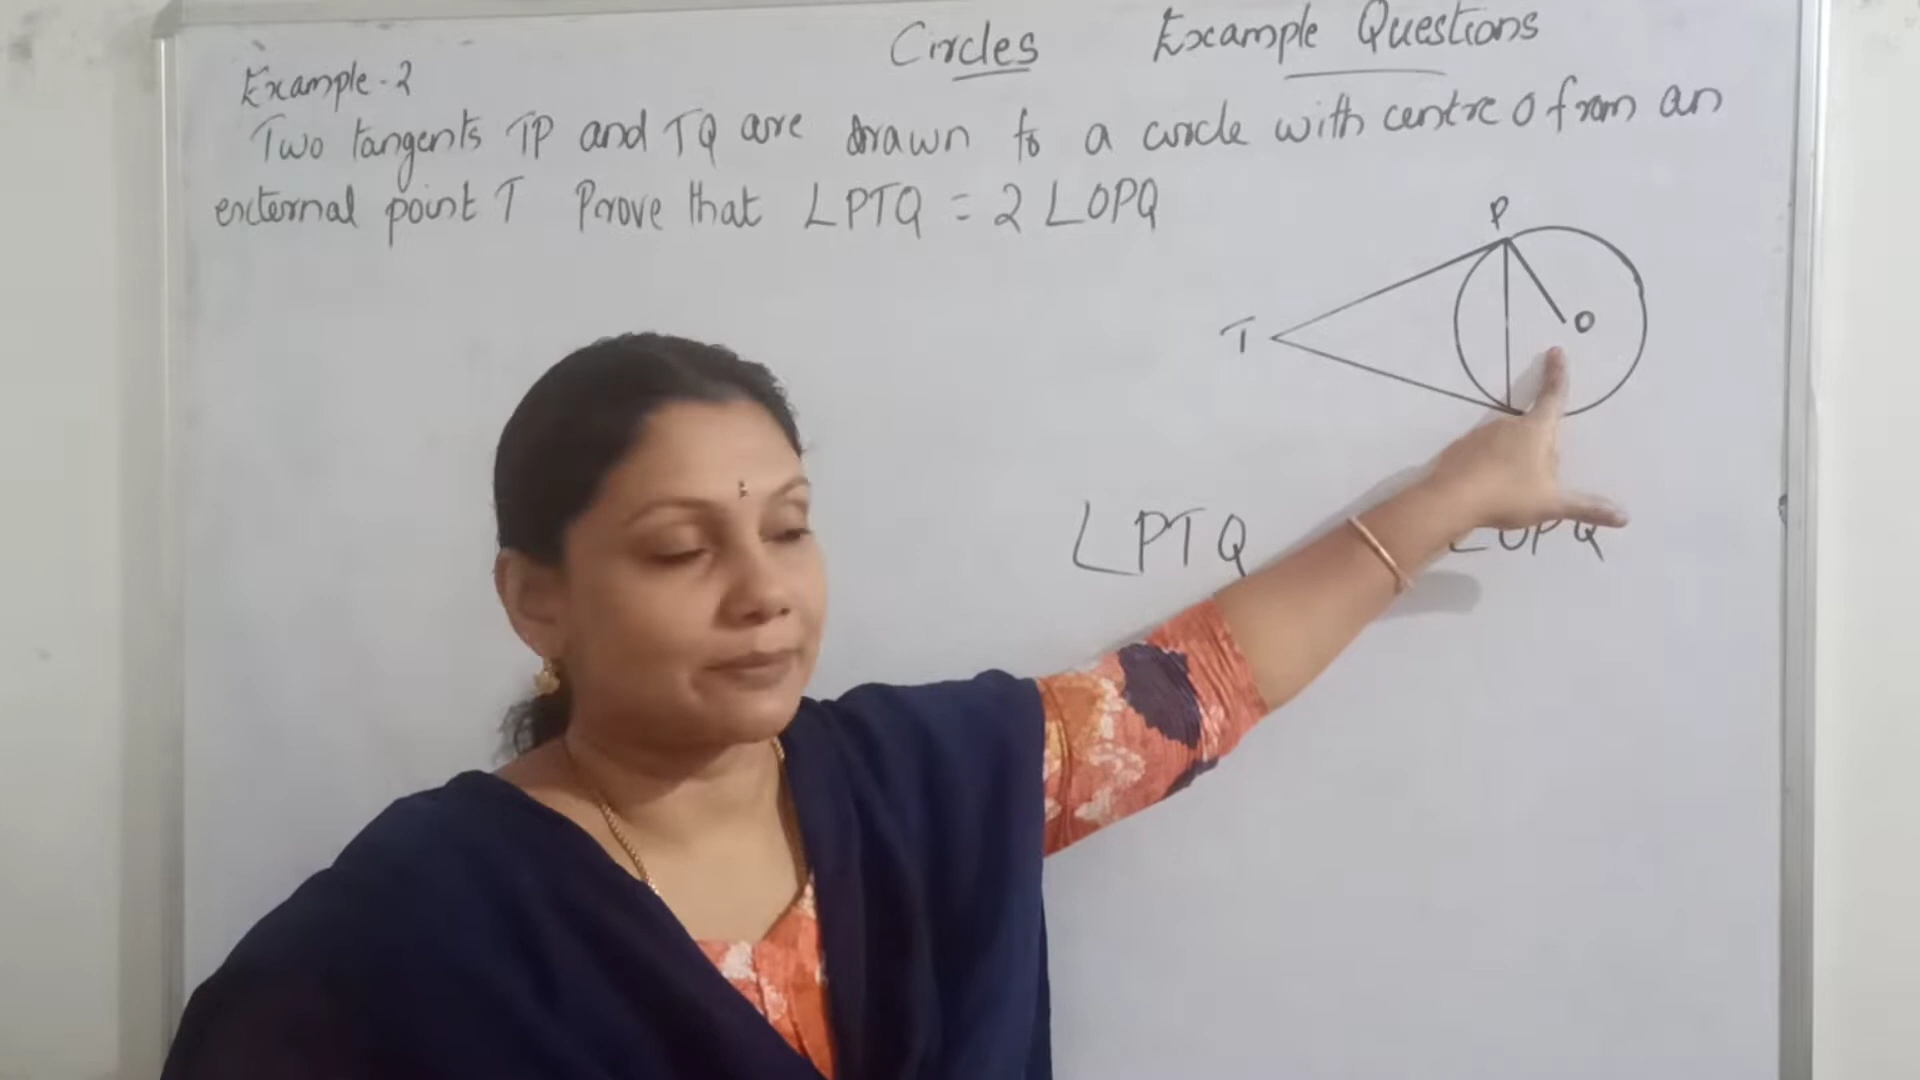 Circles Example Questions
Example-2
Two tangents TP and TQ are drawn to a circle with centre O from an
external point T Prove that ∠PTQ = 2 ∠OPQ
P
T
O
∠PTQ ∠OPQ